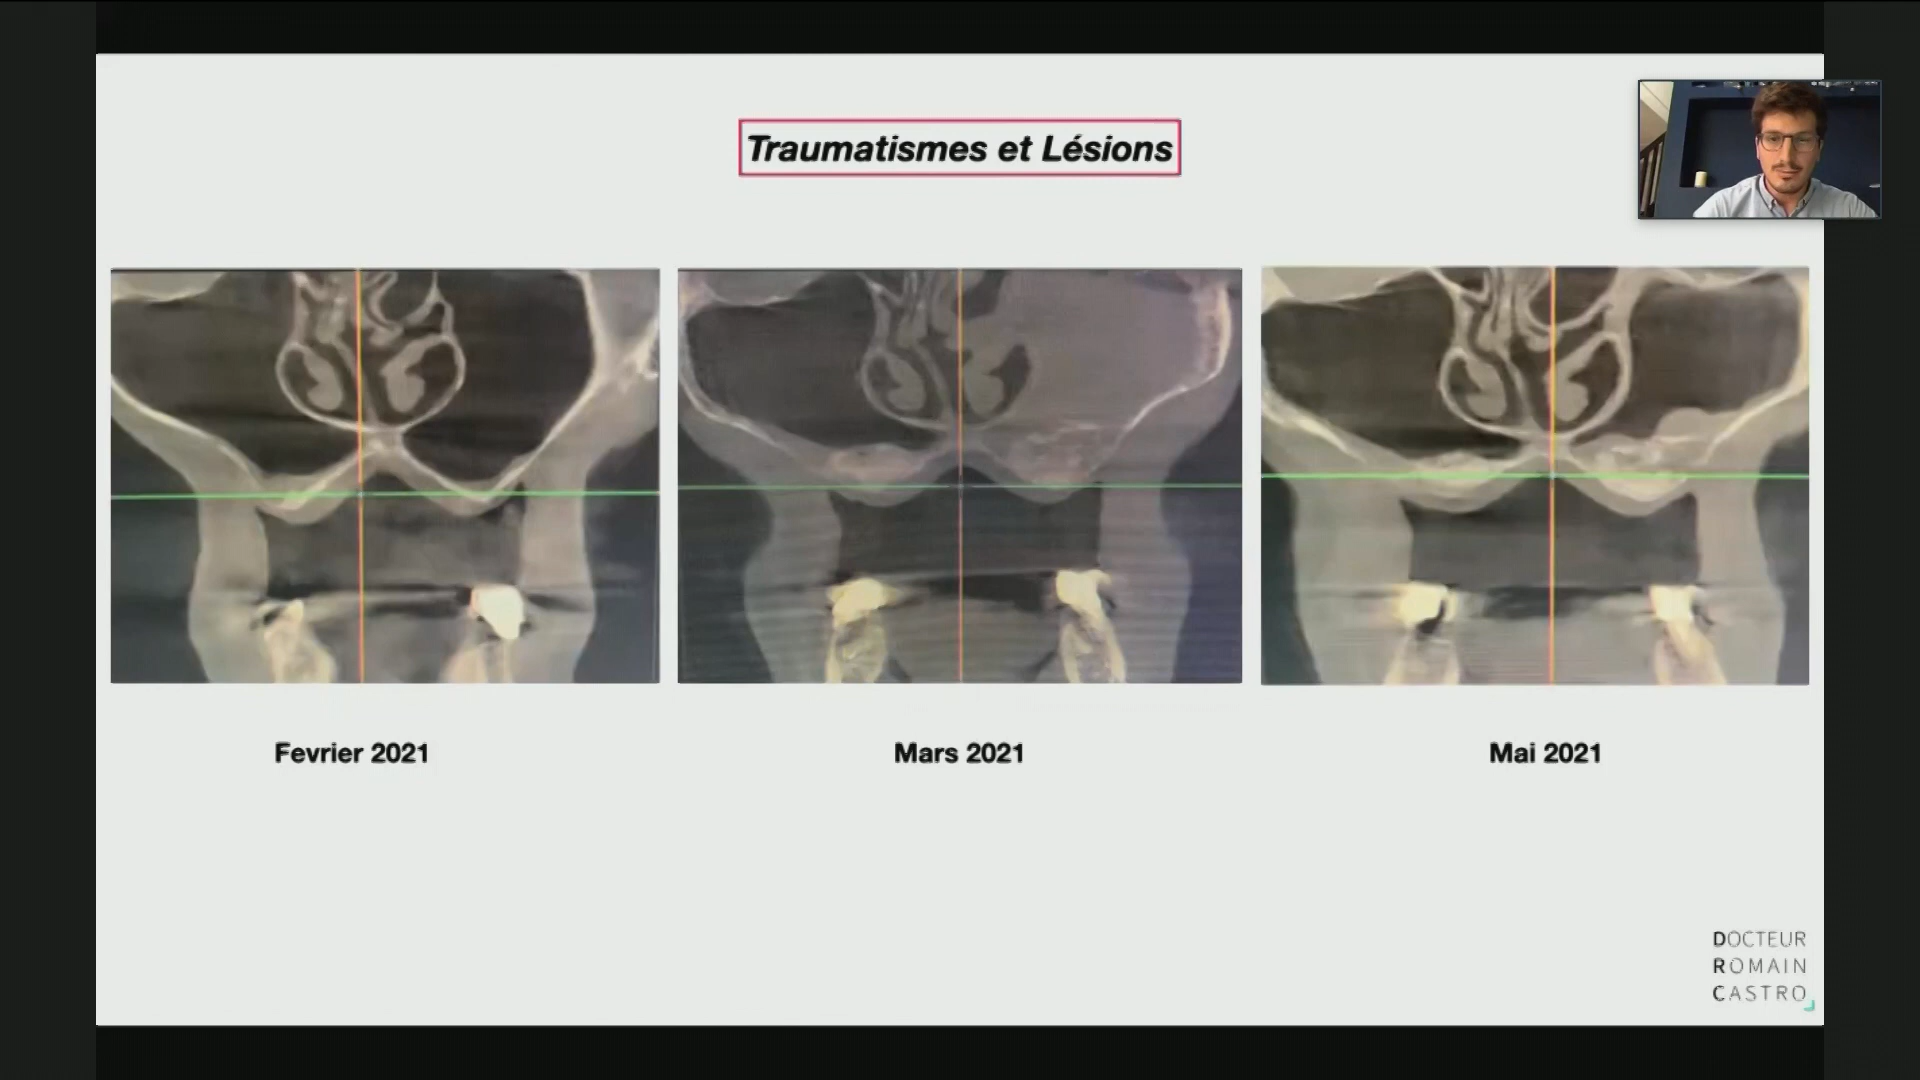 Traumatismes et Lésions
Fevrier 2021
Mars 2021
Mai 2021
DOCTEUR
ROMAIN
CASTRO